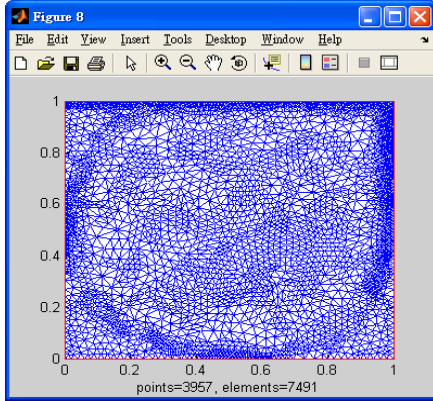 Figure 8
File Edit View Insert Tools Desktop Window Help
1
0.8
0.6
0.4
0.2
0
0 0.2 0.4 0.6 0.8 1
points=3957, elements=7491